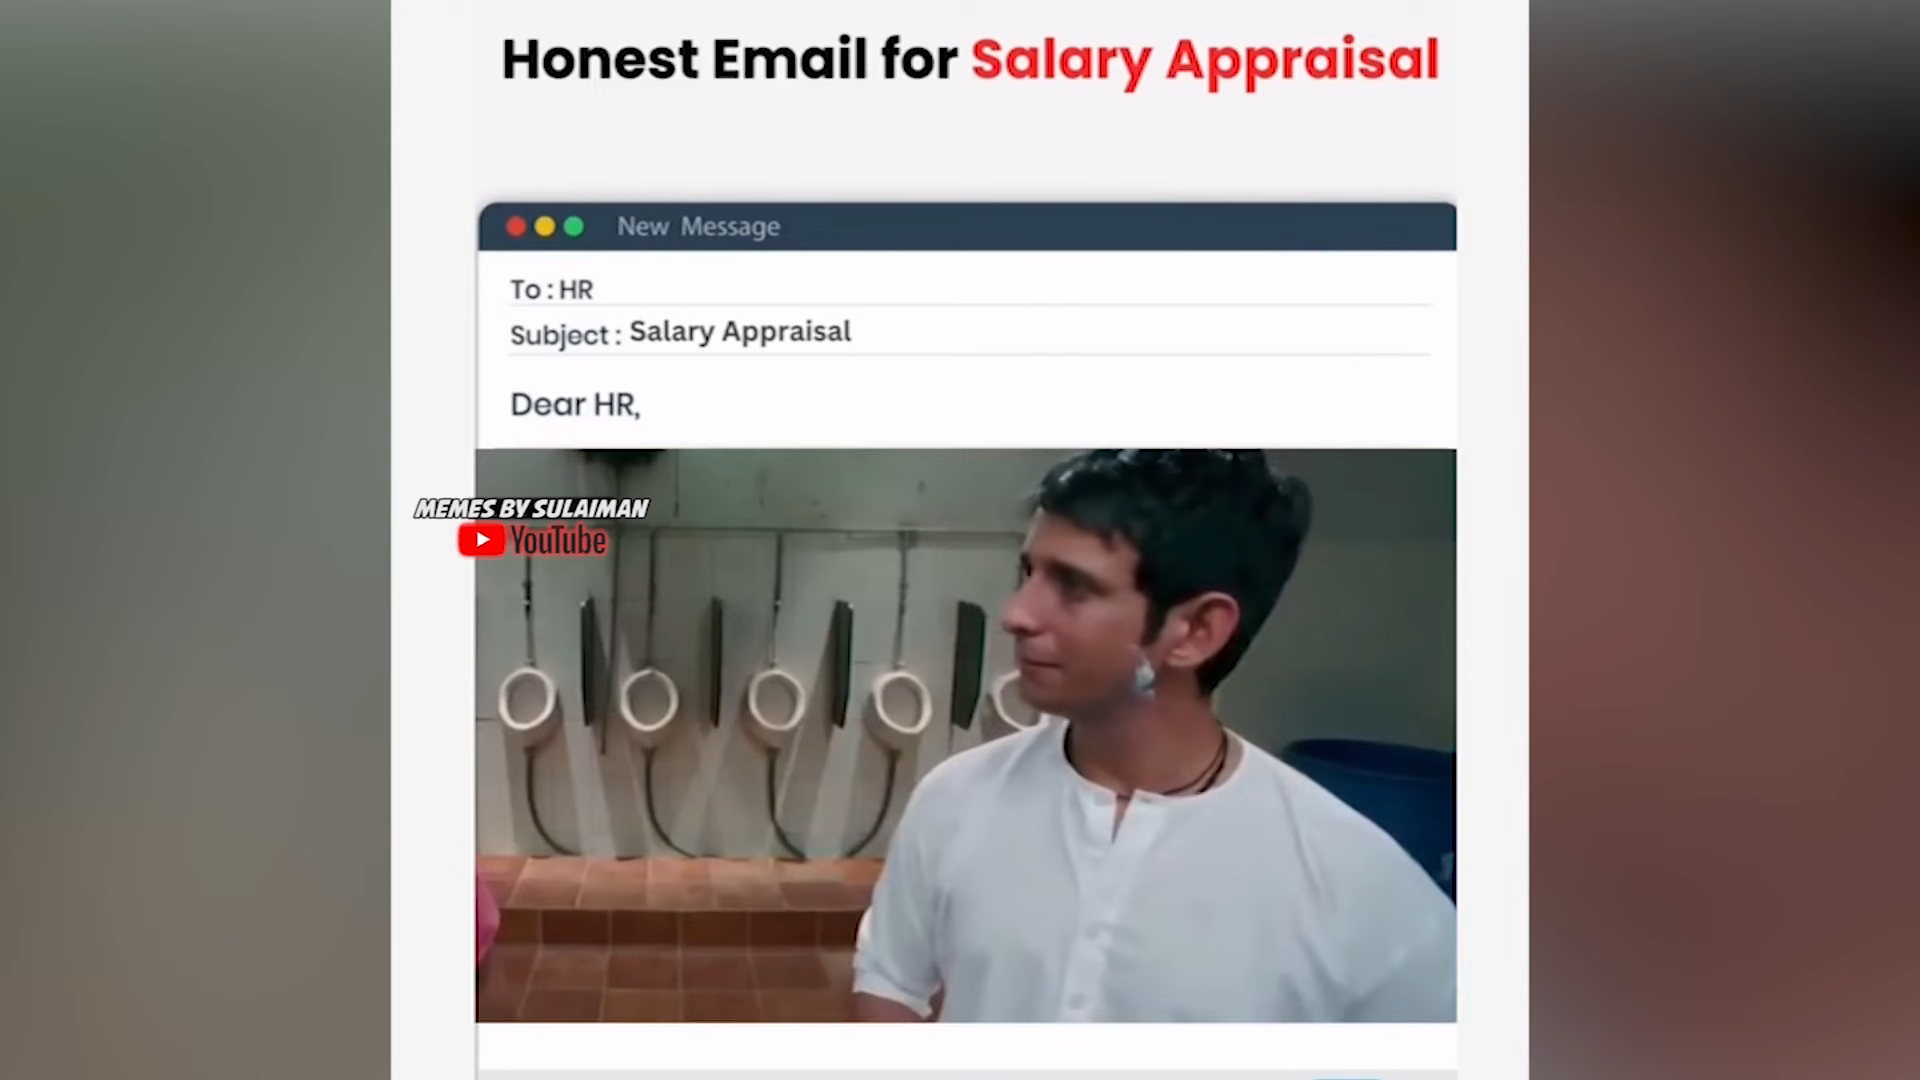 Honest Email for Salary Appraisal
New Message
To : HR
Subject : Salary Appraisal
Dear HR,
MEMES BY SULAIMAN
YouTube